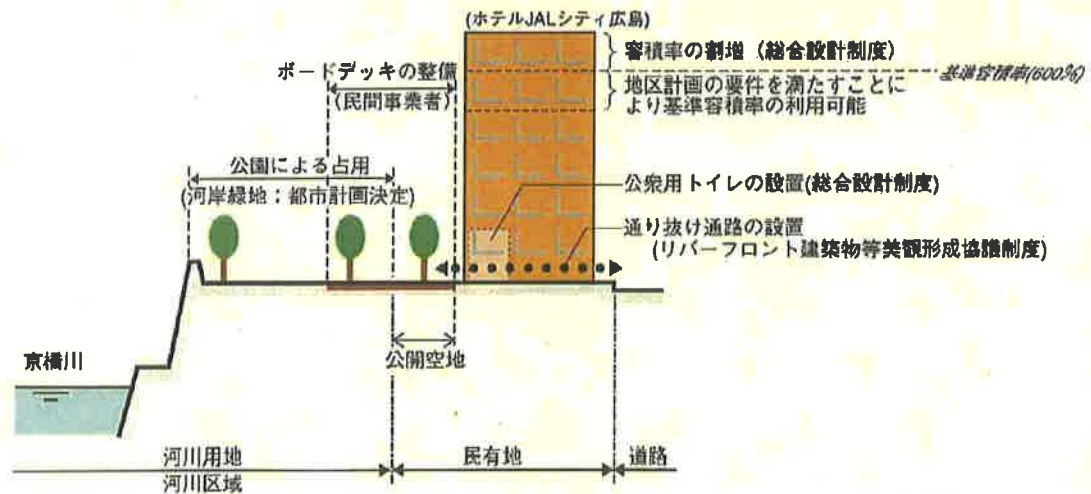 (ホテルJALシティ広島)
容積率の割増(総合設計制度)
基準容積率(600%)
ボードデッキの整備
(民間事業者)
地区計画の要件を満たすことに
より基準容積率の利用可能
公園による占用
(河岸緑地;都市計画決定)
公衆用トイレの設置(総合設計制度)
通り抜け通路の設置
(リバーフロント建築物等美観形成協議制度)
京橋川
公開空地
河川用地
民有地
道路
河川区域